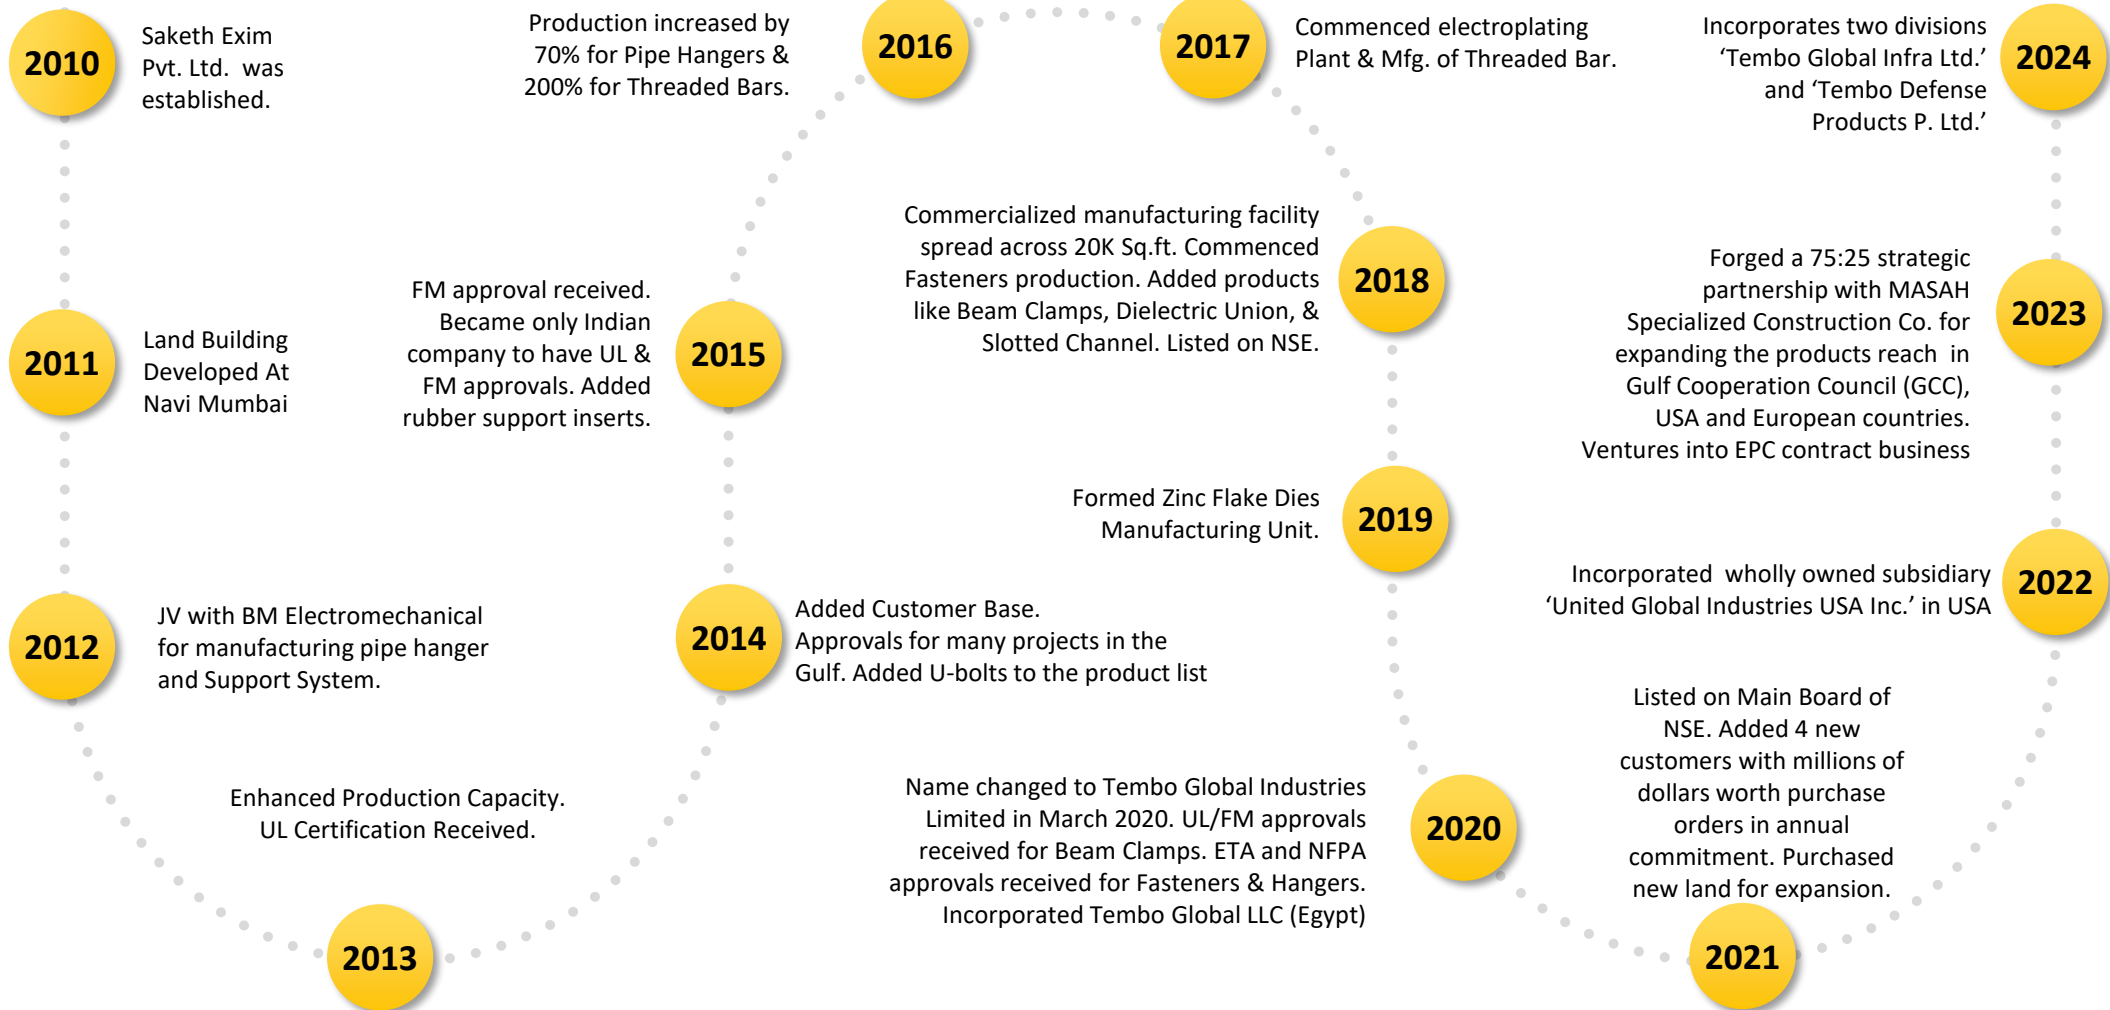 2010
Saketh Exim
Pvt. Ltd. was
established.
2011
Land Building
Developed At
Navi Mumbai
2012
JV with BM Electromechanical
for manufacturing pipe hanger
and Support System.
Enhanced Production Capacity.
UL Certification Received.
2013
2014
Added Customer Base.
Approvals for many projects in the
Gulf. Added U-bolts to the product list
FM approval received.
Became only Indian
company to have UL &
FM approvals. Added
rubber support inserts.
2015
Production increased by
70% for Pipe Hangers &
200% for Threaded Bars.
2016
2017
Commenced electroplating
Plant & Mfg. of Threaded Bar.
Commercialized manufacturing facility
spread across 20K Sq.ft. Commenced
Fasteners production. Added products
like Beam Clamps, Dielectric Union, &
Slotted Channel. Listed on NSE.
2018
Formed Zinc Flake Dies
Manufacturing Unit.
2019
Name changed to Tembo Global Industries
Limited in March 2020. UL/FM approvals
received for Beam Clamps. ETA and NFPA
approvals received for Fasteners & Hangers.
Incorporated Tembo Global LLC (Egypt)
2020
Listed on Main Board of
NSE. Added 4 new
customers with millions of
dollars worth purchase
orders in annual
commitment. Purchased
new land for expansion.
2021
Incorporated wholly owned subsidiary
‘United Global Industries USA Inc.’ in USA
2022
Forged a 75:25 strategic
partnership with MASAH
Specialized Construction Co. for
expanding the products reach in
Gulf Cooperation Council (GCC),
USA and European countries.
Ventures into EPC contract business
2023
Incorporates two divisions
‘Tembo Global Infra Ltd.’
and ‘Tembo Defense
Products P. Ltd.’
2024